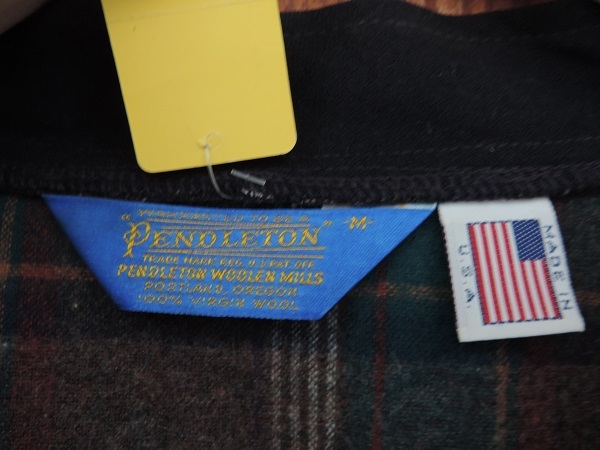 WARRANTED TO BE A
"PENDLETON" -M-
TRADE MARK REG. U.S. PAT. OFF.
PENDLETON WOOLEN MILLS
PORTLAND, OREGON
100% VIRGIN WOOL
MADE IN
U.S.A.